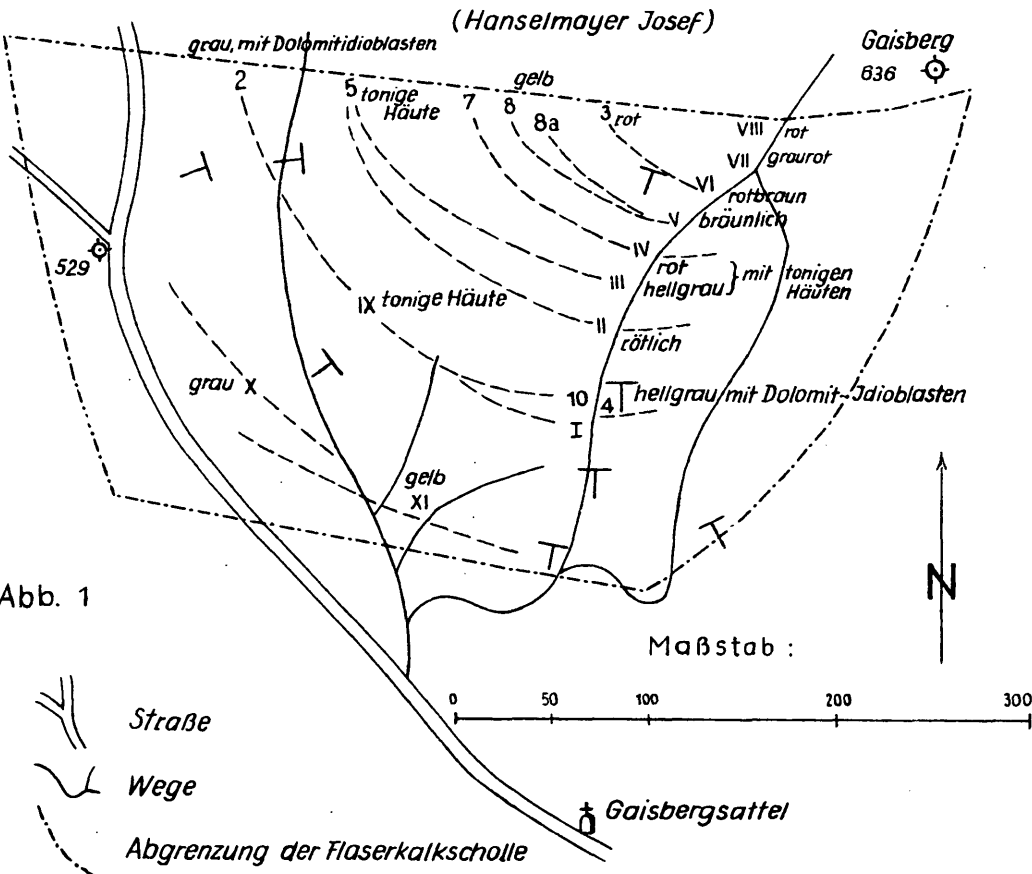 (Hanselmayer Josef)
Gaisberg
636
grau, mit Dolomitidioblasten
gelb
2
5
tonige
Häute
7
8
8a
3 rot
VIII rot
VII graurot
VI
rotbraun
V bräunlich
IV
rot
hellgrau } mit tonigen
Häuten
III
529
IX tonige Häute
II
rötlich
grau X
10
4
hellgrau mit Dolomit-Jdioblasten
I
gelb
XI
Abb. 1
N
Maßstab :
0 50 100 200 300
Straße
Wege
Gaisbergsattel
Abgrenzung der Flaserkalkscholle